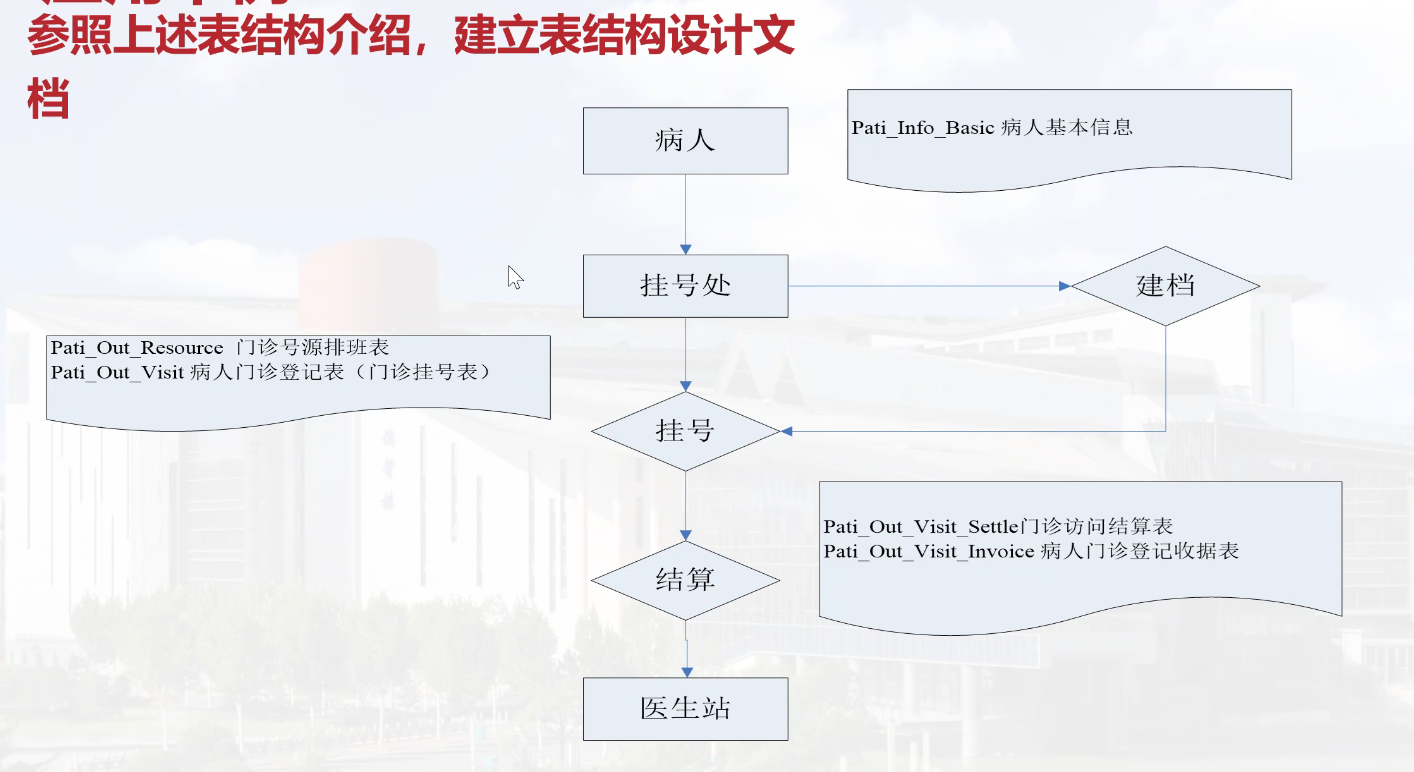 参照上述表结构介绍，建立表结构设计文
档
病人
Pati_Info_Basic 病人基本信息
挂号处
建档
Pati_Out_Resource 门诊号源排班表
Pati_Out_Visit 病人门诊登记表（门诊挂号表）
挂号
Pati_Out_Visit_Settle门诊访问结算表
Pati_Out_Visit_Invoice 病人门诊登记收据表
结算
医生站